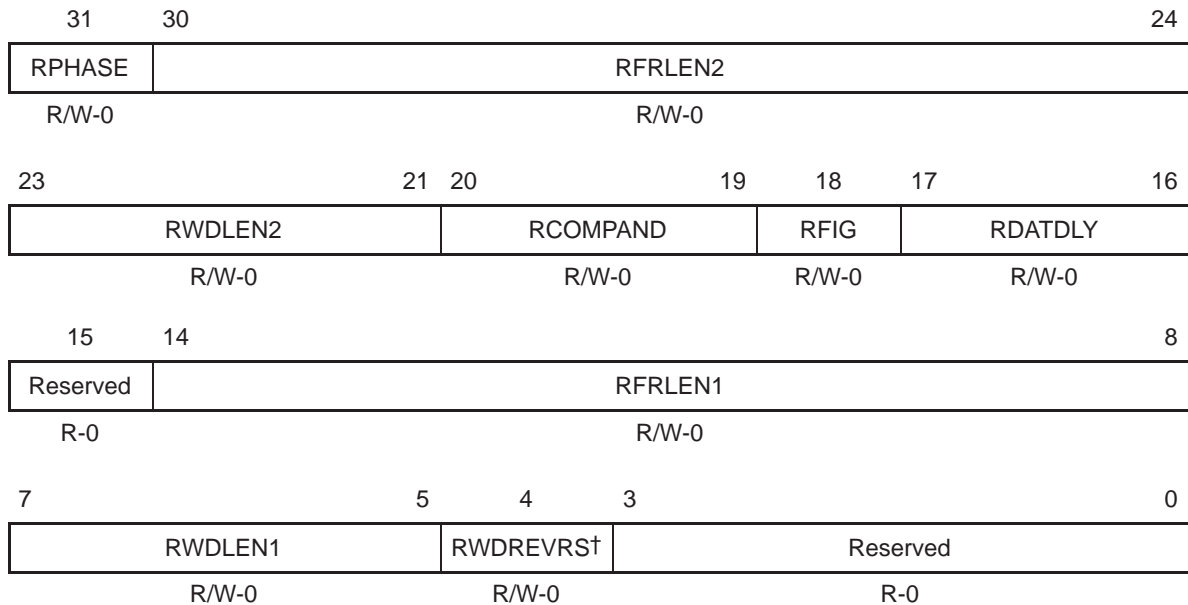 31 30 24
RPHASE RFRLEN2
R/W-0 R/W-0
23 21 20 19 18 17 16
RWDLEN2 RCOMPAND RFIG RDATDLY
R/W-0 R/W-0 R/W-0 R/W-0
15 14 8
Reserved RFRLEN1
R-0 R/W-0
7 5 4 3 0
RWDLEN1 RWDREVRS† Reserved
R/W-0 R/W-0 R-0